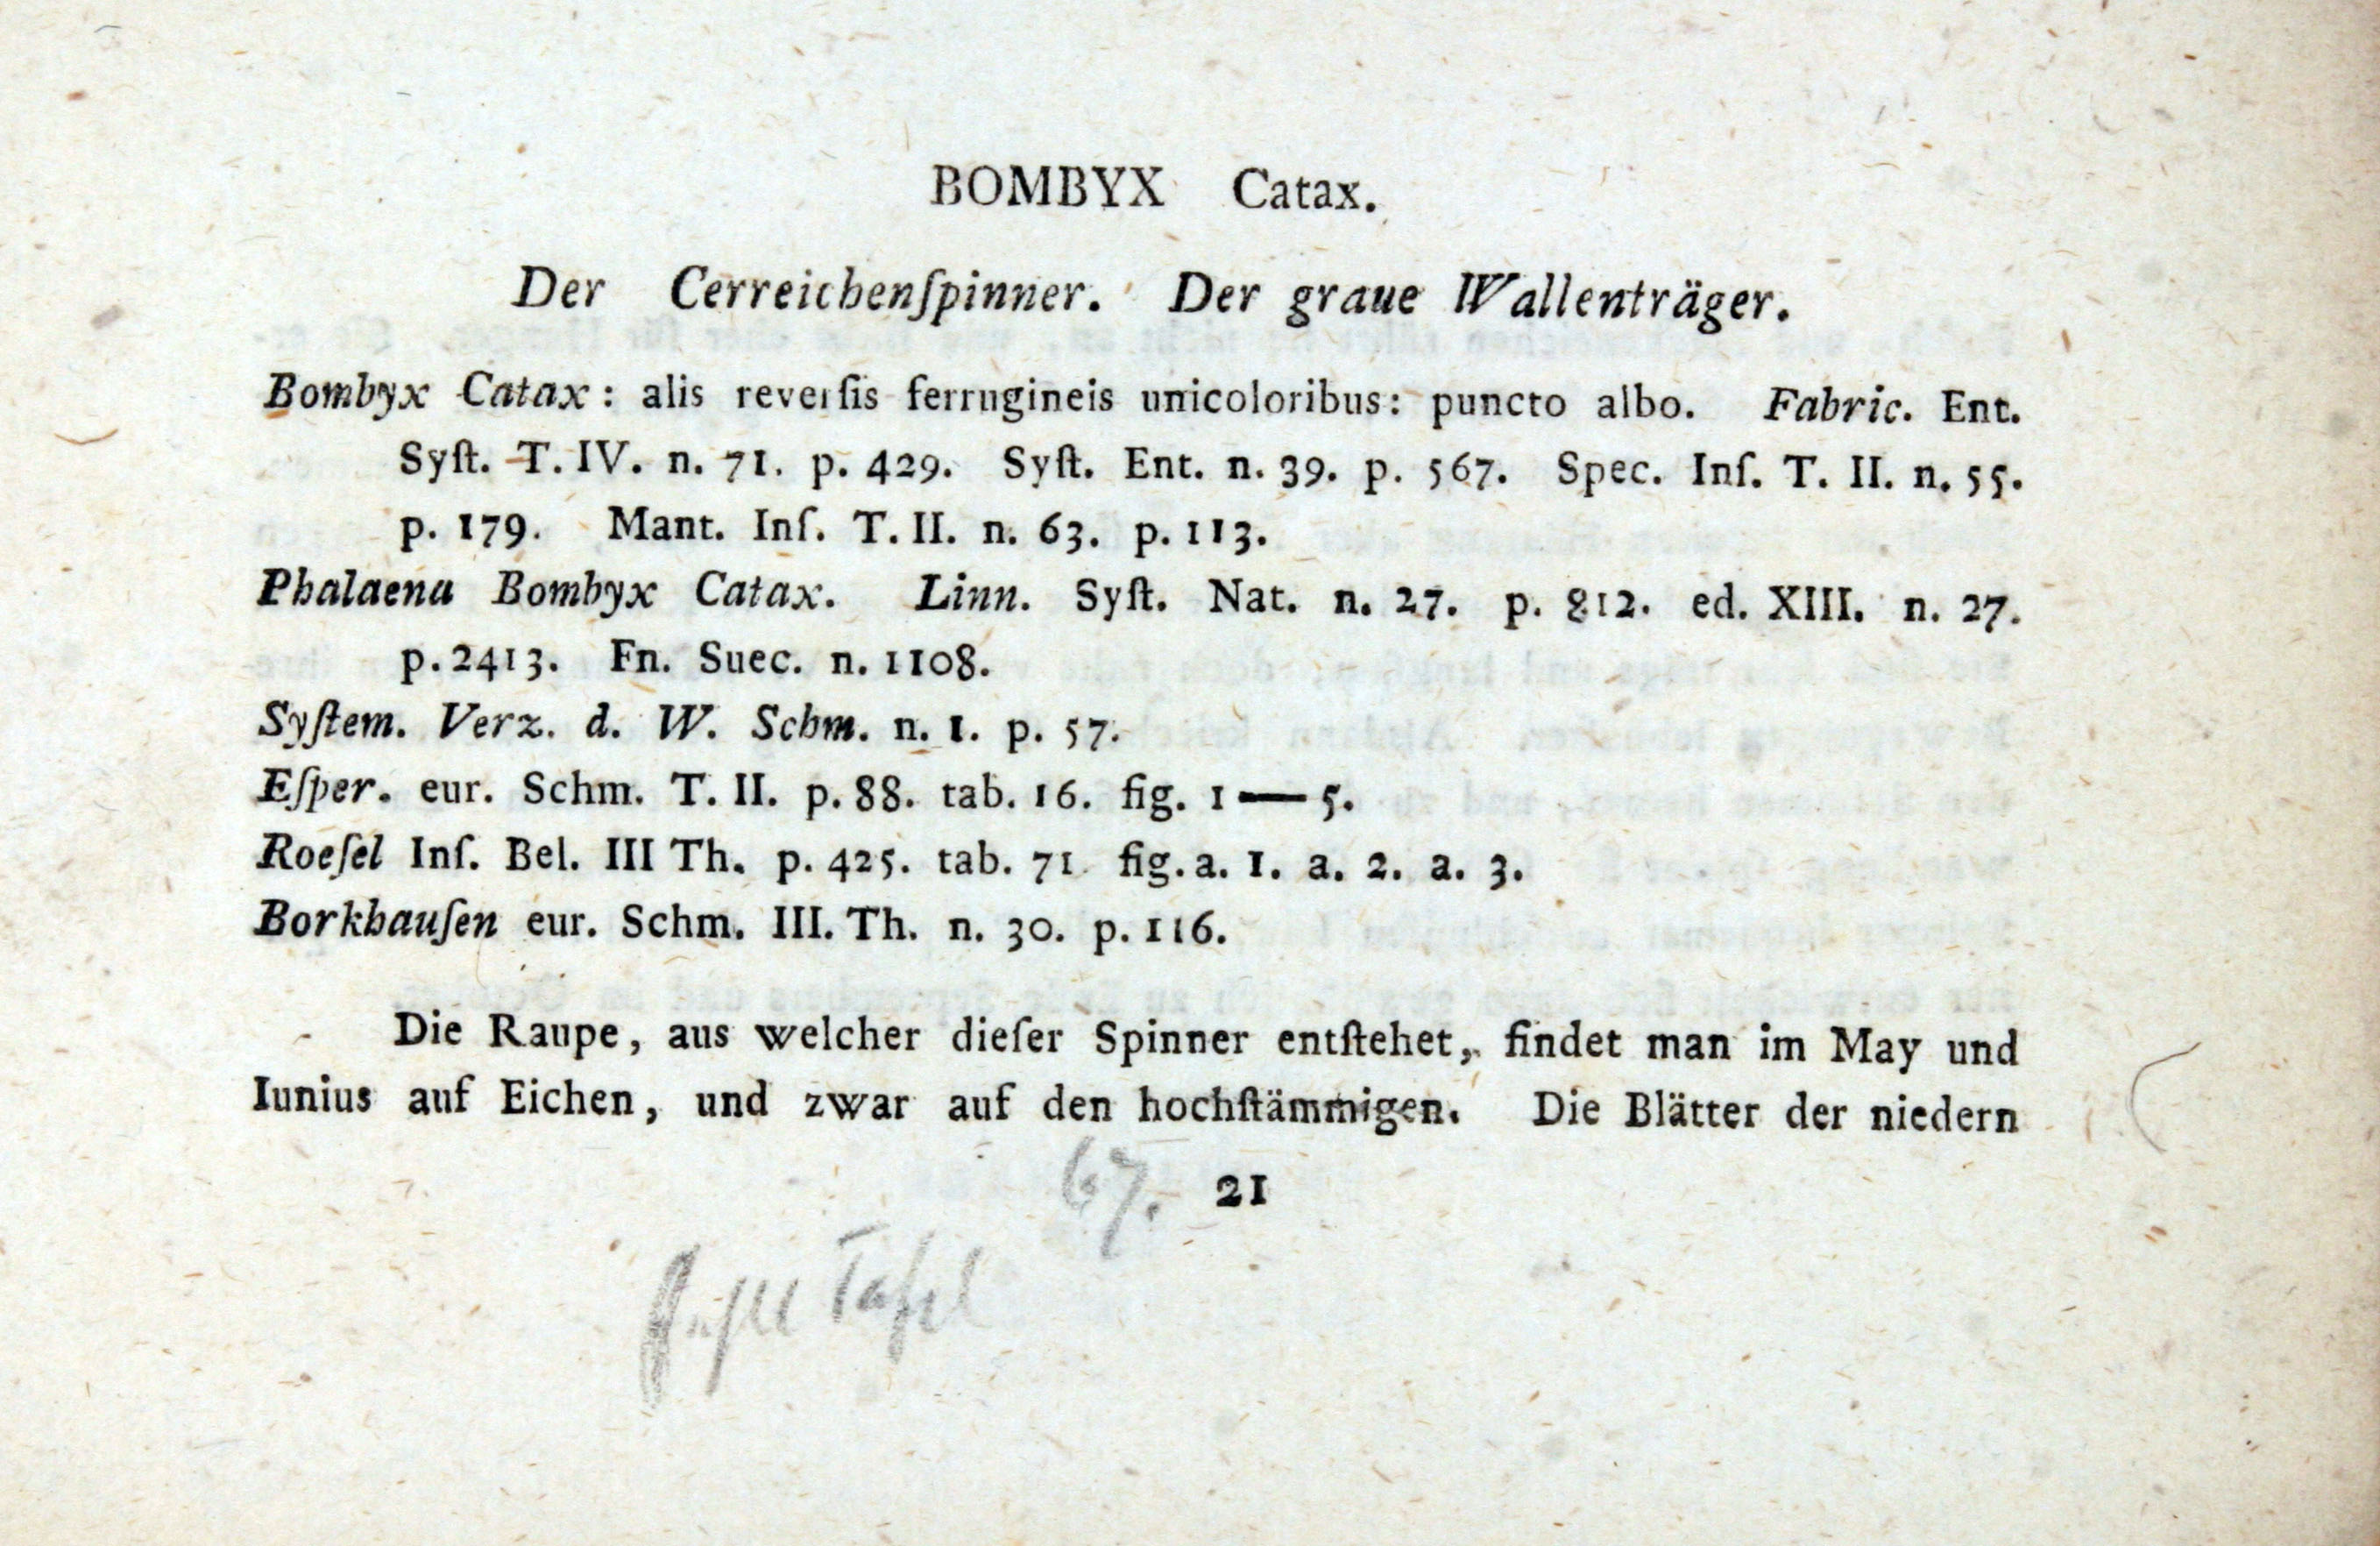 BOMBYX Catax.
Der Cerreichenſpinner. Der graue Wallenträger.
Bombyx Catax: alis reverſis ferrugineis unicoloribus: puncto albo. Fabric. Ent.
Syſt. T. IV. n. 71. p. 429. Syſt. Ent. n. 39. p. 567. Spec. Inſ. T. II. n. 55.
p. 179. Mant. Inſ. T. II. n. 63. p. 113.
Phalaena Bombyx Catax. Linn. Syſt. Nat. n. 27. p. 812. ed. XIII. n. 27.
p. 2413. Fn. Suec. n. 1108.
Syſtem. Verz. d. W. Schm. n. 1. p. 57.
Eſper. eur. Schm. T. II. p. 88. tab. 16. fig. 1 — 5.
Roeſel Inſ. Bel. III Th. p. 425. tab. 71. fig. a. 1. a. 2. a. 3.
Borkhauſen eur. Schm. III. Th. n. 30. p. 116.
Die Raupe, aus welcher dieſer Spinner entſtehet, findet man im May und
Iunius auf Eichen, und zwar auf den hochſtämmigen. Die Blätter der niedern
67. 21
Tafel